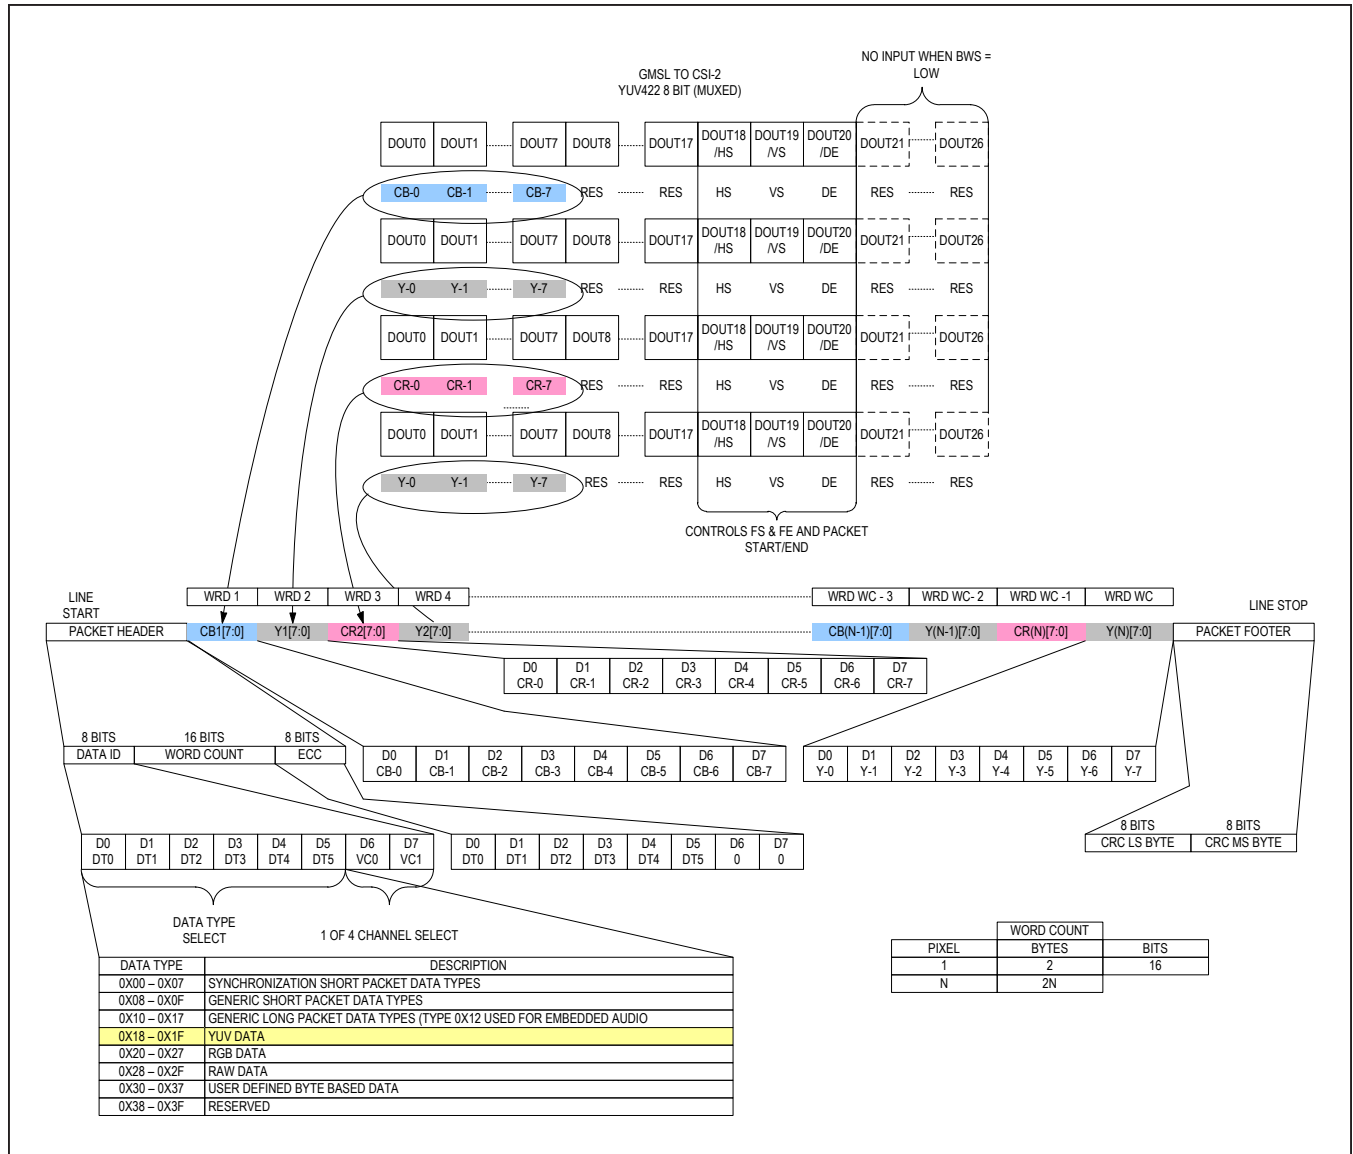 NO INPUT WHEN BWS =
LOW
GMSL TO CSI-2
YUV422 8 BIT (MUXED)
DOUT0 DOUT1 DOUT7 DOUT8 DOUT17 DOUT18 /HS DOUT19 /VS DOUT20 /DE DOUT21 DOUT26
CB-0 CB-1 CB-7 RES RES HS VS DE RES RES
DOUT0 DOUT1 DOUT7 DOUT8 DOUT17 DOUT18 /HS DOUT19 /VS DOUT20 /DE DOUT21 DOUT26
Y-0 Y-1 Y-7 RES RES HS VS DE RES RES
DOUT0 DOUT1 DOUT7 DOUT8 DOUT17 DOUT18 /HS DOUT19 /VS DOUT20 /DE DOUT21 DOUT26
CR-0 CR-1 CR-7 RES RES HS VS DE RES RES
DOUT0 DOUT1 DOUT7 DOUT8 DOUT17 DOUT18 /HS DOUT19 /VS DOUT20 /DE DOUT21 DOUT26
Y-0 Y-1 Y-7 RES RES HS VS DE RES RES
CONTROLS FS & FE AND PACKET
START/END
LINE
START
WRD 1 WRD 2 WRD 3 WRD 4 WRD WC - 3 WRD WC- 2 WRD WC -1 WRD WC
LINE STOP
PACKET HEADER CB1[7:0] Y1[7:0] CR2[7:0] Y2[7:0] CB(N-1)[7:0] Y(N-1)[7:0] CR(N)[7:0] Y(N)[7:0] PACKET FOOTER
D0 D1 D2 D3 D4 D5 D6 D7
CR-0 CR-1 CR-2 CR-3 CR-4 CR-5 CR-6 CR-7
8 BITS 16 BITS 8 BITS
DATA ID WORD COUNT ECC
D0 D1 D2 D3 D4 D5 D6 D7
CB-0 CB-1 CB-2 CB-3 CB-4 CB-5 CB-6 CB-7
D0 D1 D2 D3 D4 D5 D6 D7
Y-0 Y-1 Y-2 Y-3 Y-4 Y-5 Y-6 Y-7
D0 D1 D2 D3 D4 D5 D6 D7
DT0 DT1 DT2 DT3 DT4 DT5 VC0 VC1
D0 D1 D2 D3 D4 D5 D6 D7
DT0 DT1 DT2 DT3 DT4 DT5 0 0
8 BITS 8 BITS
CRC LS BYTE CRC MS BYTE
DATA TYPE
SELECT
1 OF 4 CHANNEL SELECT
WORD COUNT
PIXEL BYTES BITS
1 2 16
N 2N
DATA TYPE DESCRIPTION
0X00 – 0X07 SYNCHRONIZATION SHORT PACKET DATA TYPES
0X08 – 0X0F GENERIC SHORT PACKET DATA TYPES
0X10 – 0X17 GENERIC LONG PACKET DATA TYPES (TYPE 0X12 USED FOR EMBEDDED AUDIO
0X18 – 0X1F YUV DATA
0X20 – 0X27 RGB DATA
0X28 – 0X2F RAW DATA
0X30 – 0X37 USER DEFINED BYTE BASED DATA
0X38 – 0X3F RESERVED